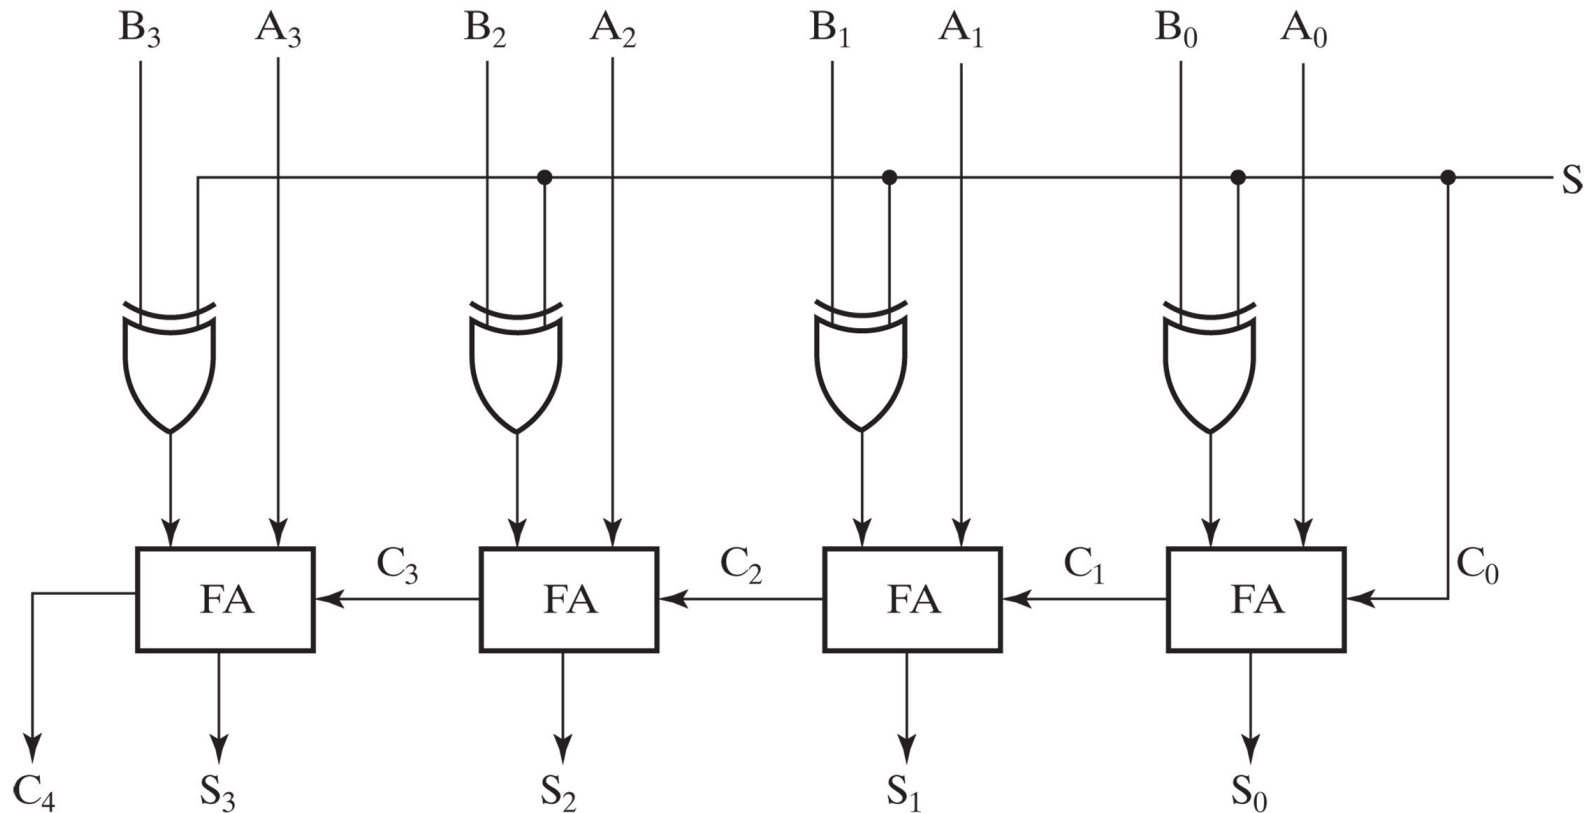 B₃ A₃ B₂ A₂ B₁ A₁ B₀ A₀
S
C₃ C₂ C₁ C₀
FA FA FA FA
C₄ S₃ S₂ S₁ S₀